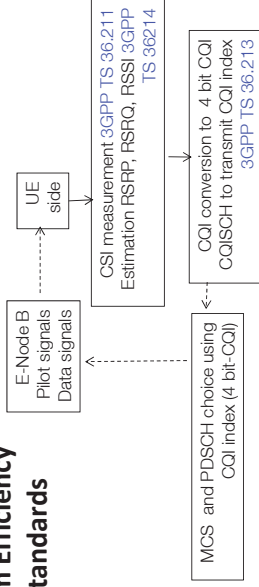 n Efficiency
tandards
E-Node B
Pilot signals
Data signals
UE
side
CSI measurement 3GPP TS 36.211
Estimation RSRP, RSRQ, RSSI 3GPP
TS 36214
CQI conversion to 4 bit CQI
CQISCH to transmit CQI index
3GPP TS 36.213
MCS and PDSCH choice using
CQI index (4 bit-CQI)